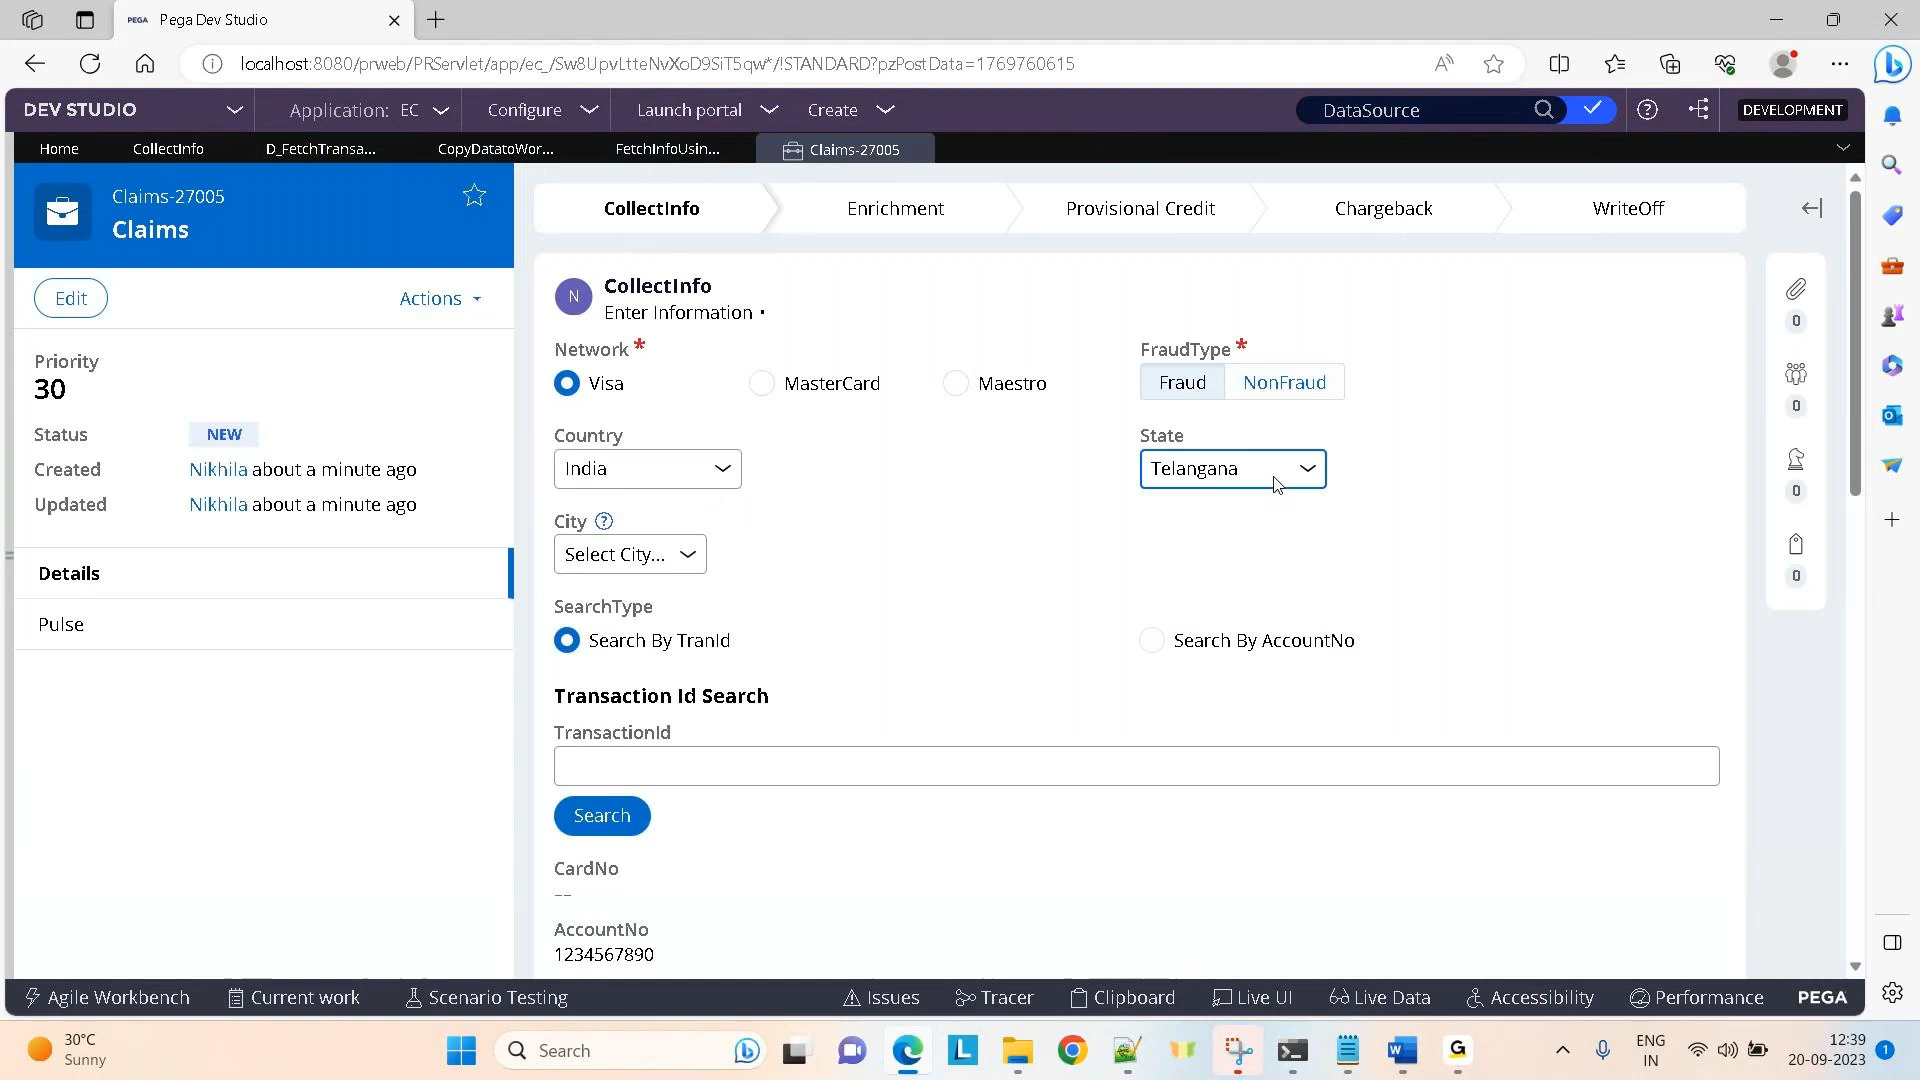 PEGA Pega Dev Studio
localhost:8080/prweb/PRServlet/app/ec_/Sw8UpvLtteNvXoD9SiT5qw*/!STANDARD?pzPostData=1769760615
DEV STUDIO Application: EC Configure Launch portal Create DataSource DEVELOPMENT
Home CollectInfo D_FetchTransa... CopyDatatoWor... FetchInfoUsin... Claims-27005
Claims-27005
Claims
Edit Actions
Priority
30
Status NEW
Created Nikhila about a minute ago
Updated Nikhila about a minute ago
Details
Pulse
CollectInfo Enrichment Provisional Credit Chargeback WriteOff
N CollectInfo
Enter Information ·
Network * FraudType *
Visa MasterCard Maestro Fraud NonFraud
Country State
India Telangana
City ?
Select City...
SearchType
Search By TranId Search By AccountNo
Transaction Id Search
TransactionId
Search
CardNo
--
AccountNo
1234567890
0
0
0
0
Agile Workbench Current work Scenario Testing Issues Tracer Clipboard Live UI Live Data Accessibility Performance PEGA
30°C
Sunny
Search
ENG
IN
12:39
20-09-2023
1